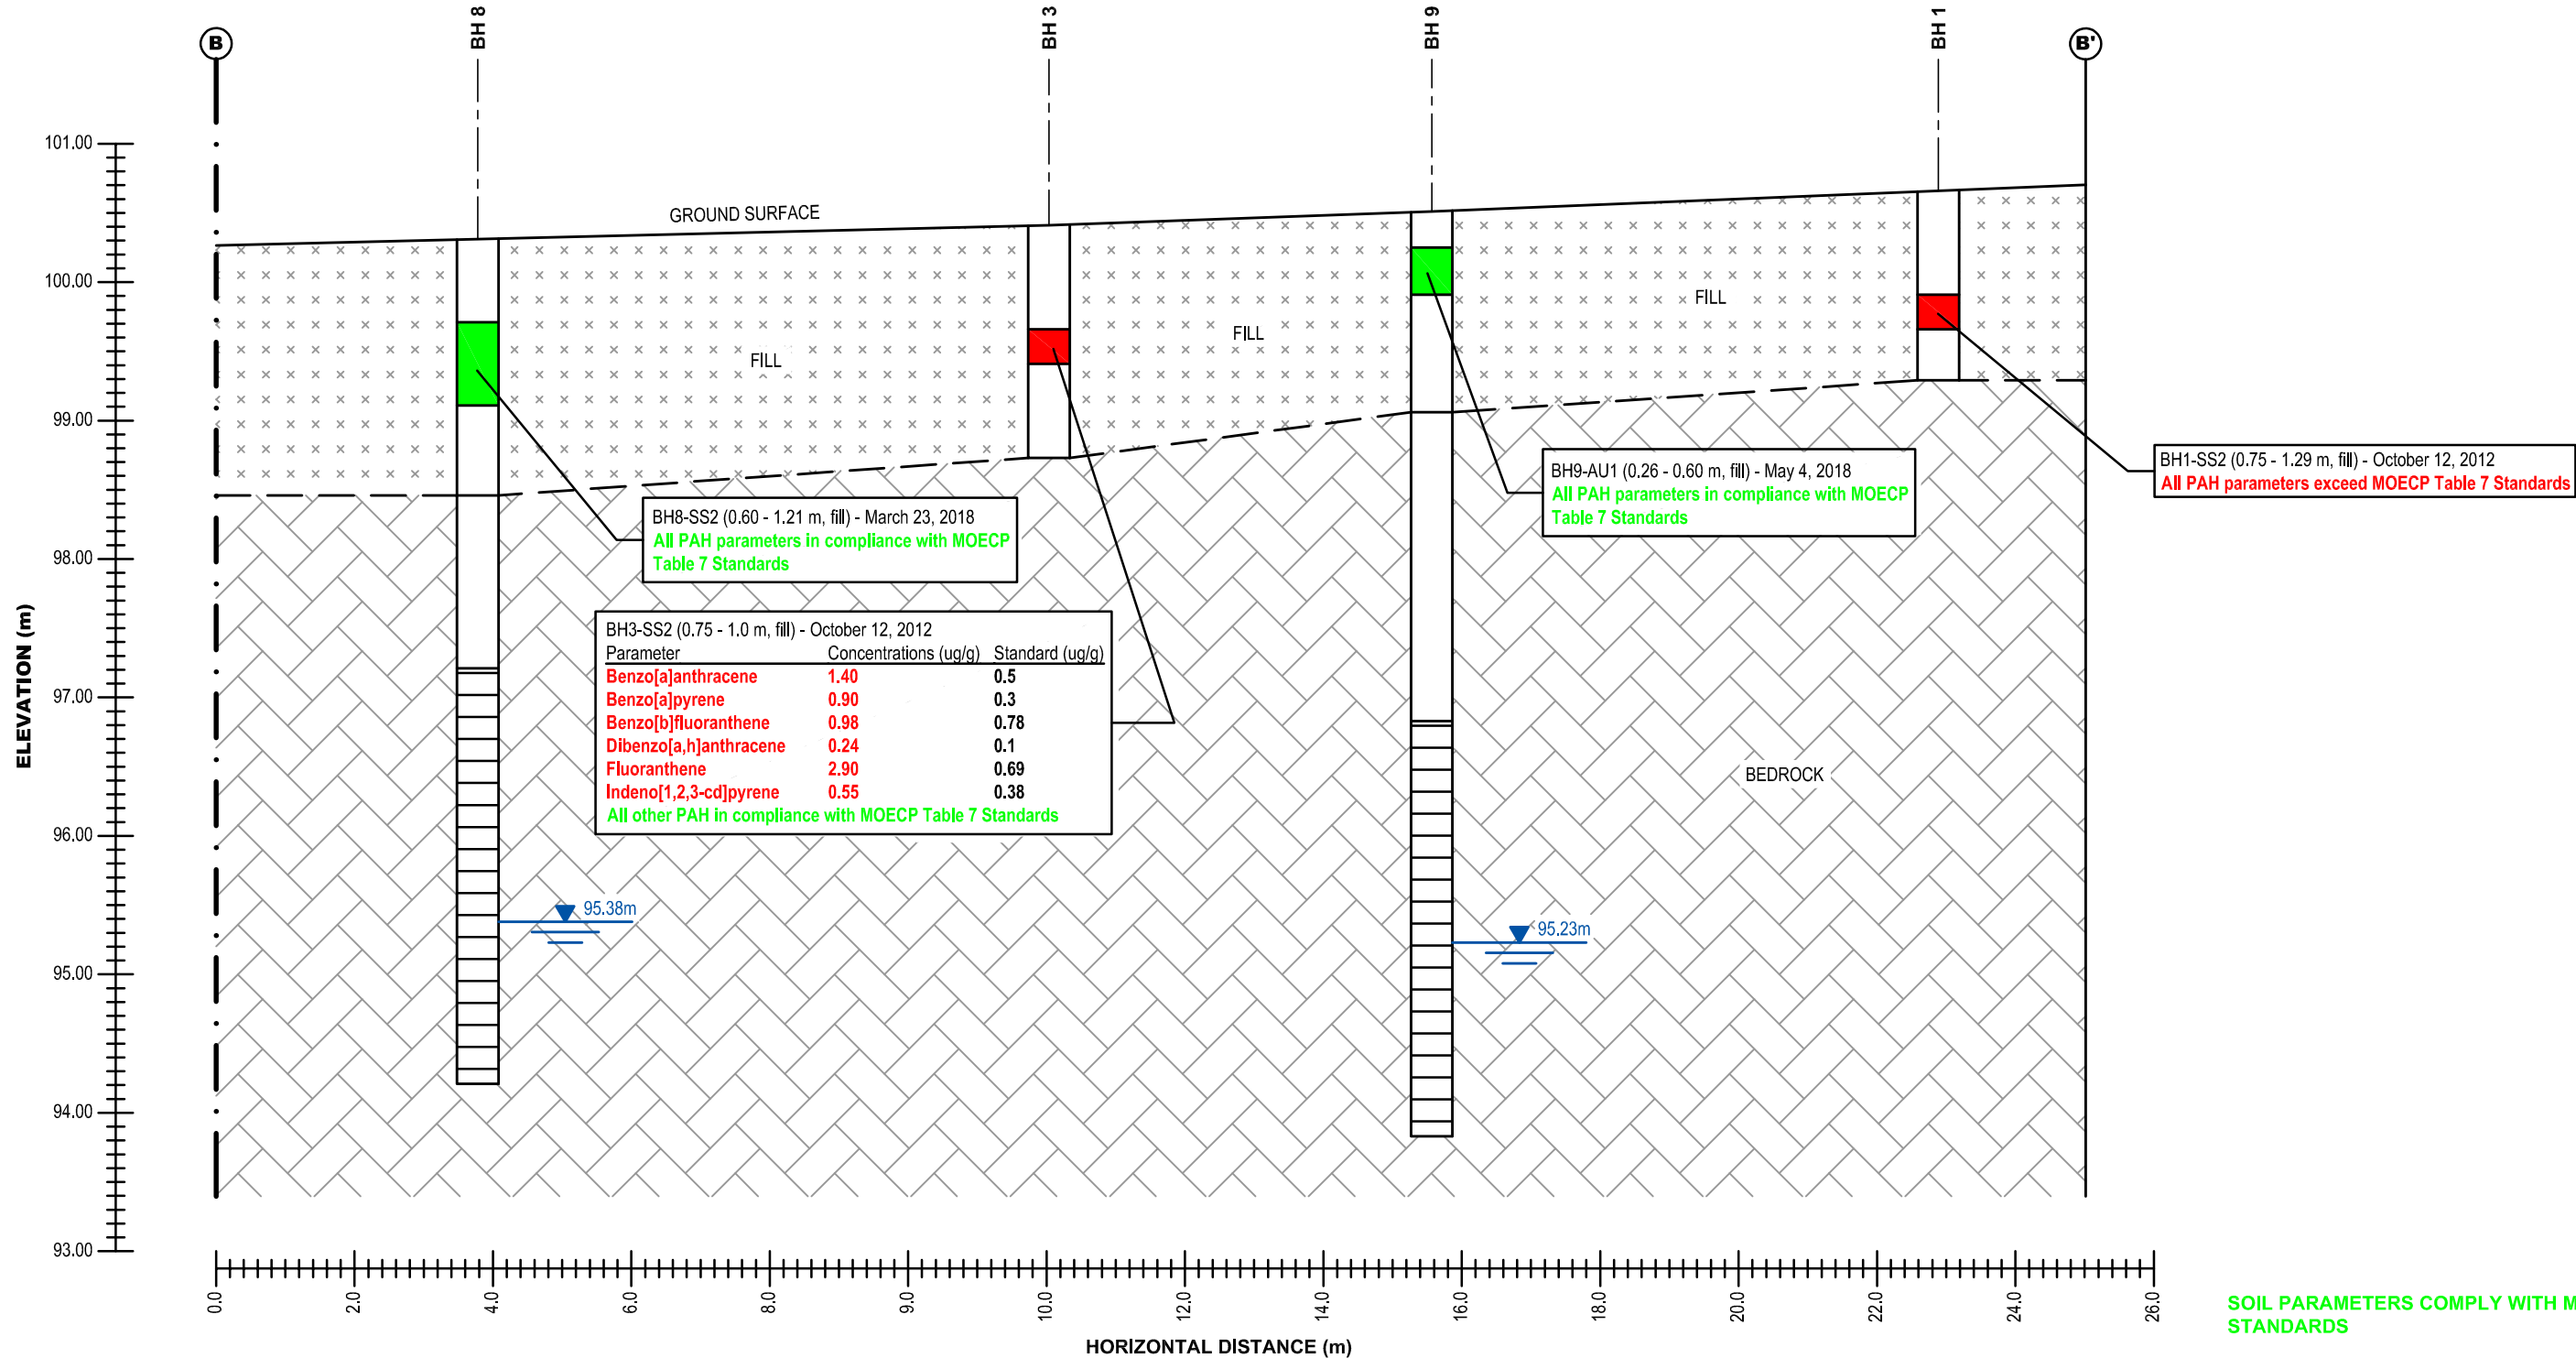 B
BH 8
BH 3
BH 9
BH 1
B'
101.00
100.00
99.00
98.00
97.00
96.00
95.00
94.00
93.00
ELEVATION (m)
GROUND SURFACE
FILL
FILL
FILL
BH8-SS2 (0.60 - 1.21 m, fill) - March 23, 2018
All PAH parameters in compliance with MOECP
Table 7 Standards
BH9-AU1 (0.26 - 0.60 m, fill) - May 4, 2018
All PAH parameters in compliance with MOECP
Table 7 Standards
BH1-SS2 (0.75 - 1.29 m, fill) - October 12, 2012
All PAH parameters exceed MOECP Table 7 Standards
BH3-SS2 (0.75 - 1.0 m, fill) - October 12, 2012
Parameter Concentrations (ug/g) Standard (ug/g)
Benzo[a]anthracene 1.40 0.5
Benzo[a]pyrene 0.90 0.3
Benzo[b]fluoranthene 0.98 0.78
Dibenzo[a,h]anthracene 0.24 0.1
Fluoranthene 2.90 0.69
Indeno[1,2,3-cd]pyrene 0.55 0.38
All other PAH in compliance with MOECP Table 7 Standards
BEDROCK
95.38m
95.23m
0.0
2.0
4.0
6.0
8.0
9.0
10.0
12.0
14.0
16.0
18.0
20.0
22.0
24.0
26.0
HORIZONTAL DISTANCE (m)
SOIL PARAMETERS COMPLY WITH M
STANDARDS